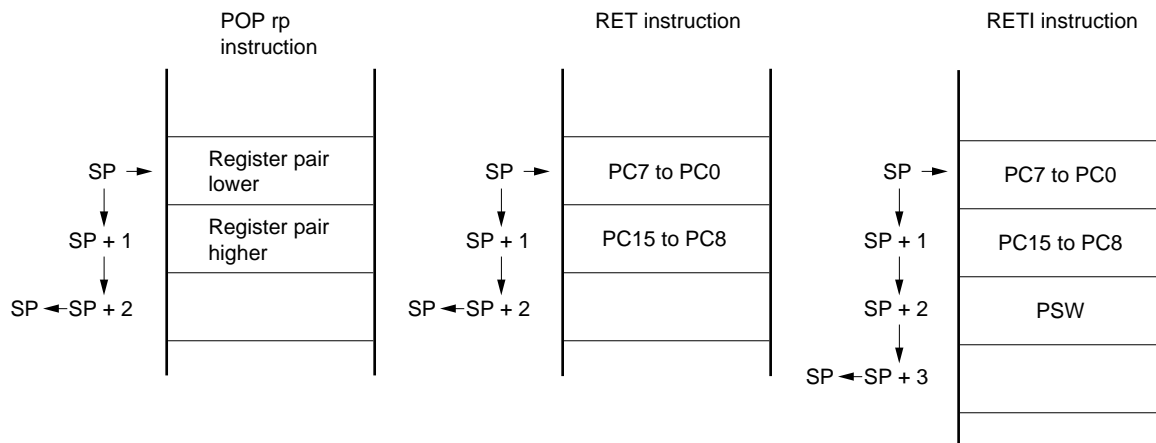 POP rp
instruction
SP
Register pair
lower
SP + 1
Register pair
higher
SP
SP + 2
RET instruction
SP
PC7 to PC0
SP + 1
PC15 to PC8
SP
SP + 2
RETI instruction
SP
PC7 to PC0
SP + 1
PC15 to PC8
SP + 2
PSW
SP
SP + 3